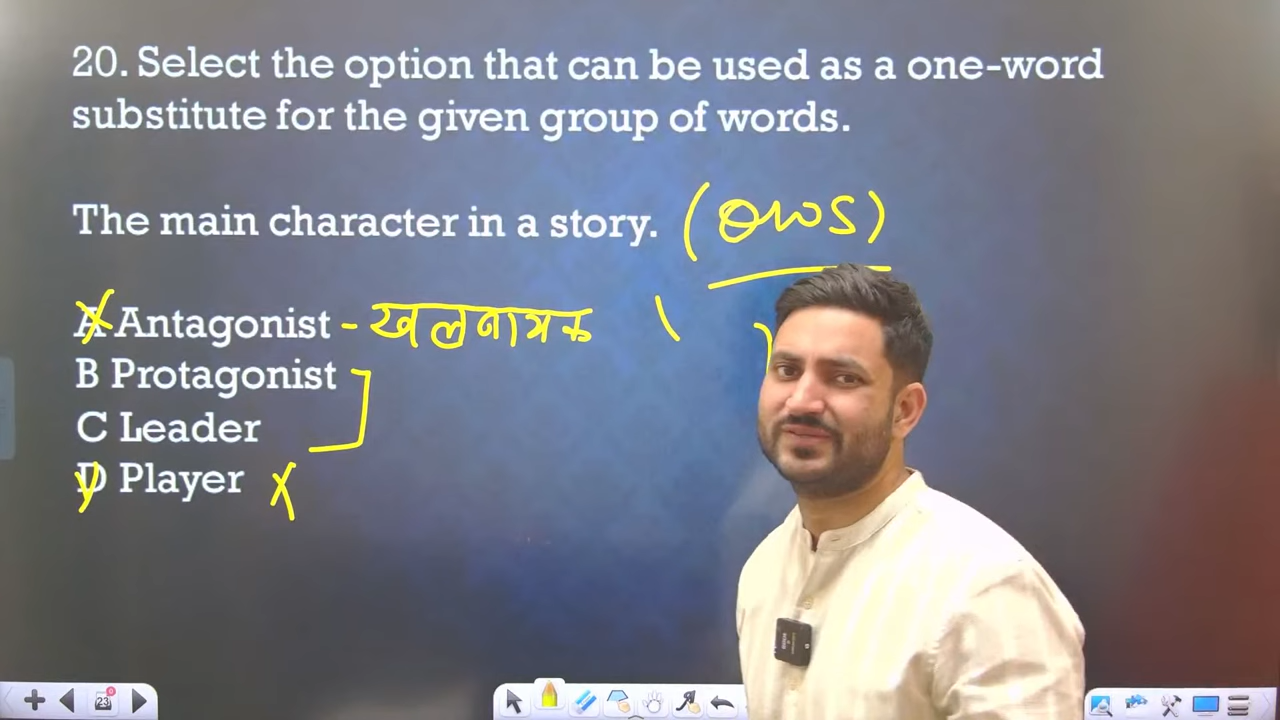 20. Select the option that can be used as a one-word
substitute for the given group of words.
The main character in a story. (OWS)
A Antagonist - खलनायक
B Protagonist
C Leader
D Player X
23